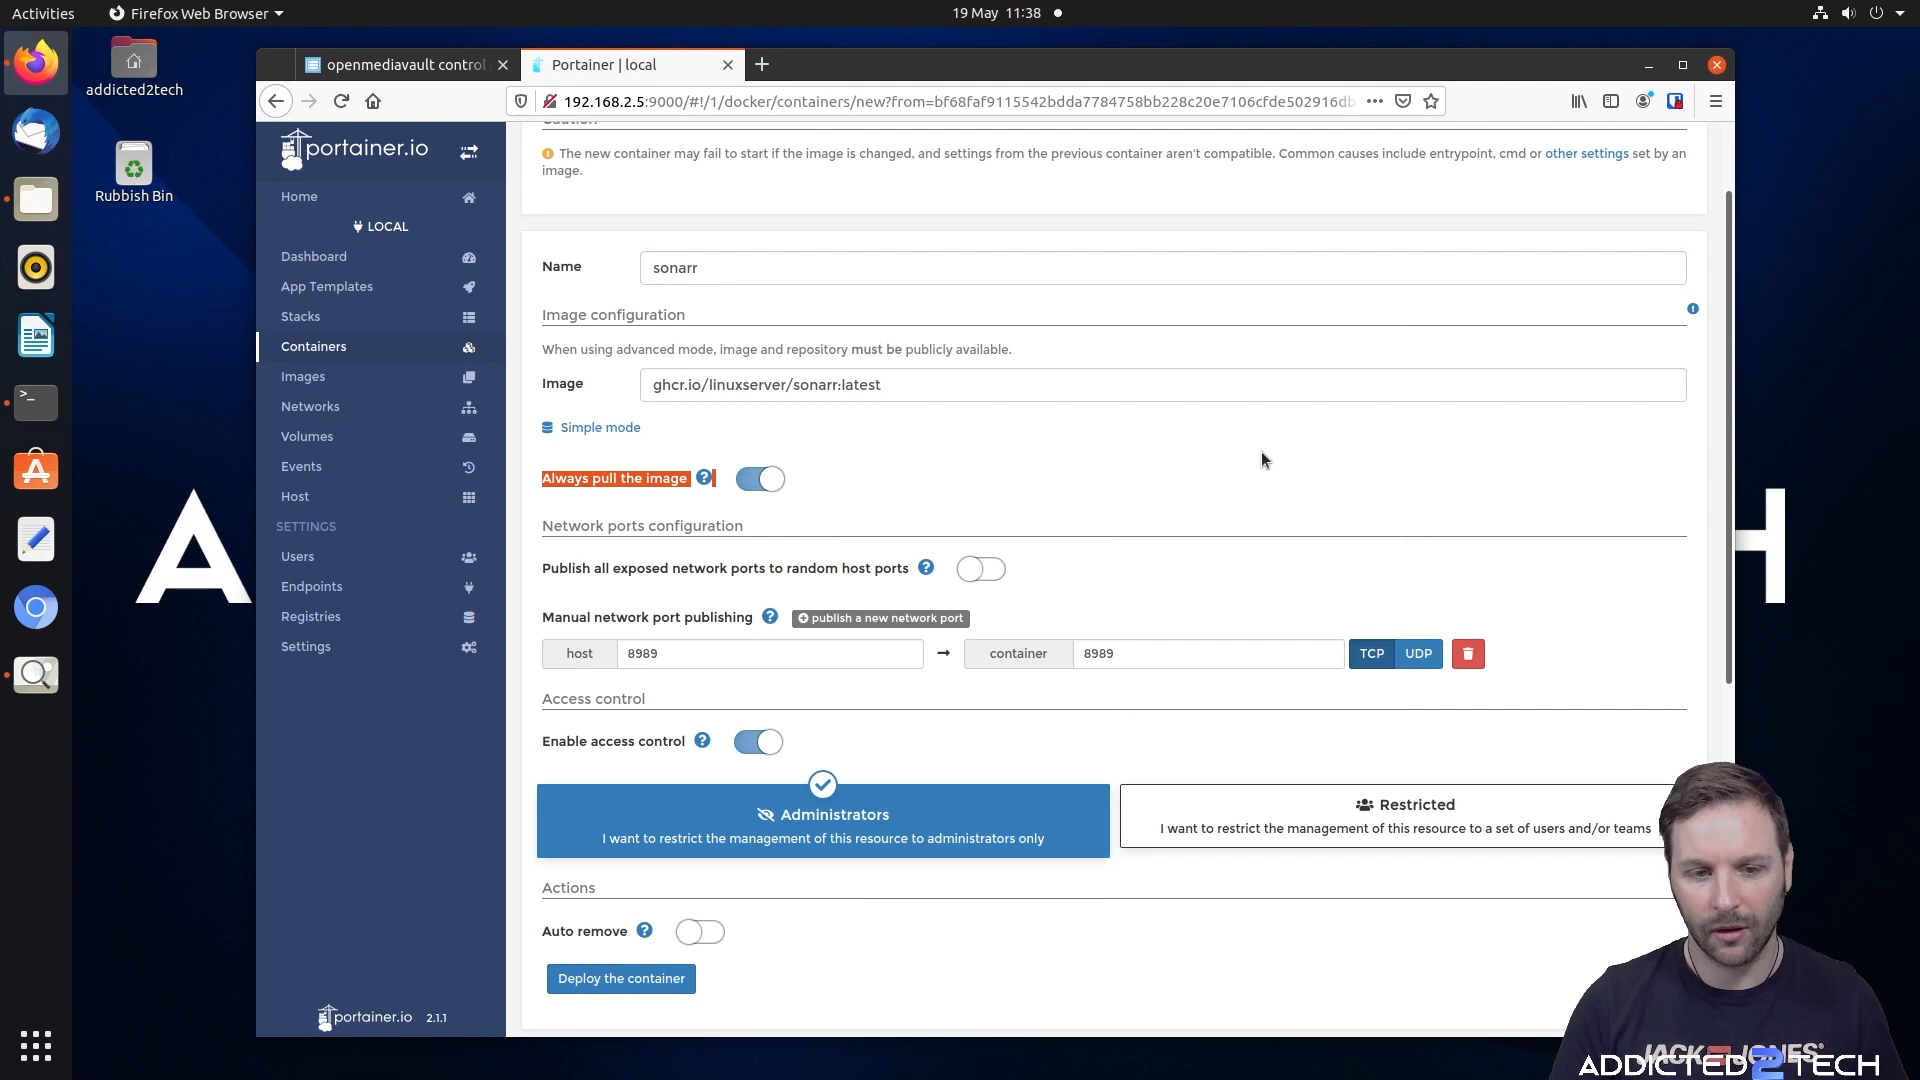 Activities
Firefox Web Browser
19 May 11:38
addicted2tech
Rubbish Bin
openmediavault control
Portainer | local
192.168.2.5:9000/#!/1/docker/containers/new?from=bf68faf9115542bdda7784758bb228c20e7106cfde502916db
portainer.io
Home
LOCAL
Dashboard
App Templates
Stacks
Containers
Images
Networks
Volumes
Events
Host
SETTINGS
Users
Endpoints
Registries
Settings
portainer.io 2.1.1
Caution
The new container may fail to start if the image is changed, and settings from the previous container aren't compatible. Common causes include entrypoint, cmd or other settings set by an
image.
Name
sonarr
Image configuration
When using advanced mode, image and repository must be publicly available.
Image
ghcr.io/linuxserver/sonarr:latest
Simple mode
Always pull the image
Network ports configuration
Publish all exposed network ports to random host ports
Manual network port publishing
publish a new network port
host 8989 → container 8989 TCP UDP
Access control
Enable access control
Administrators
I want to restrict the management of this resource to administrators only
Restricted
I want to restrict the management of this resource to a set of users and/or teams
Actions
Auto remove
Deploy the container
A
H
JACK & JONES®
ADDICTED2TECH